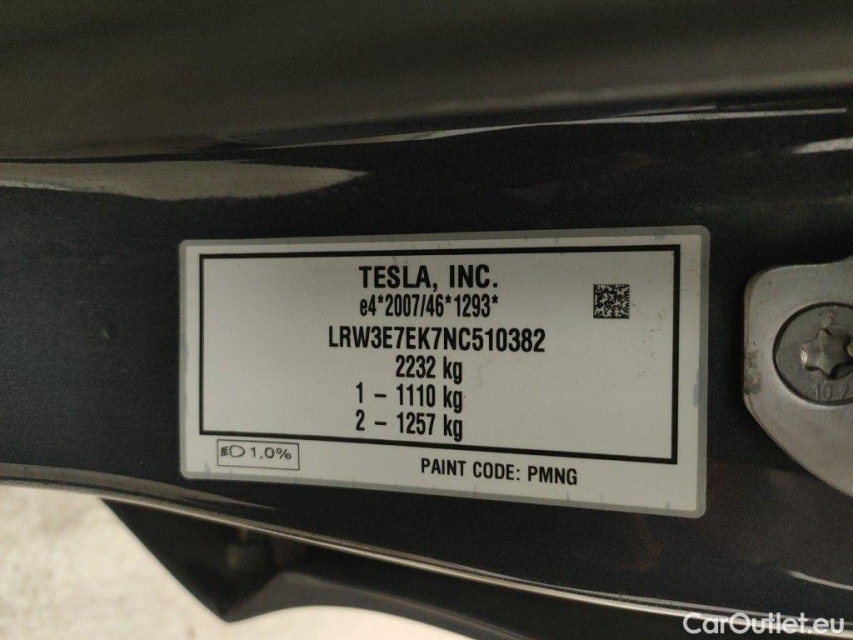 TESLA, INC.
e4*2007/46*1293*
LRW3E7EK7NC510382
2232 kg
1 – 1110 kg
2 – 1257 kg
1.0%
PAINT CODE: PMNG
CarOutlet.eu